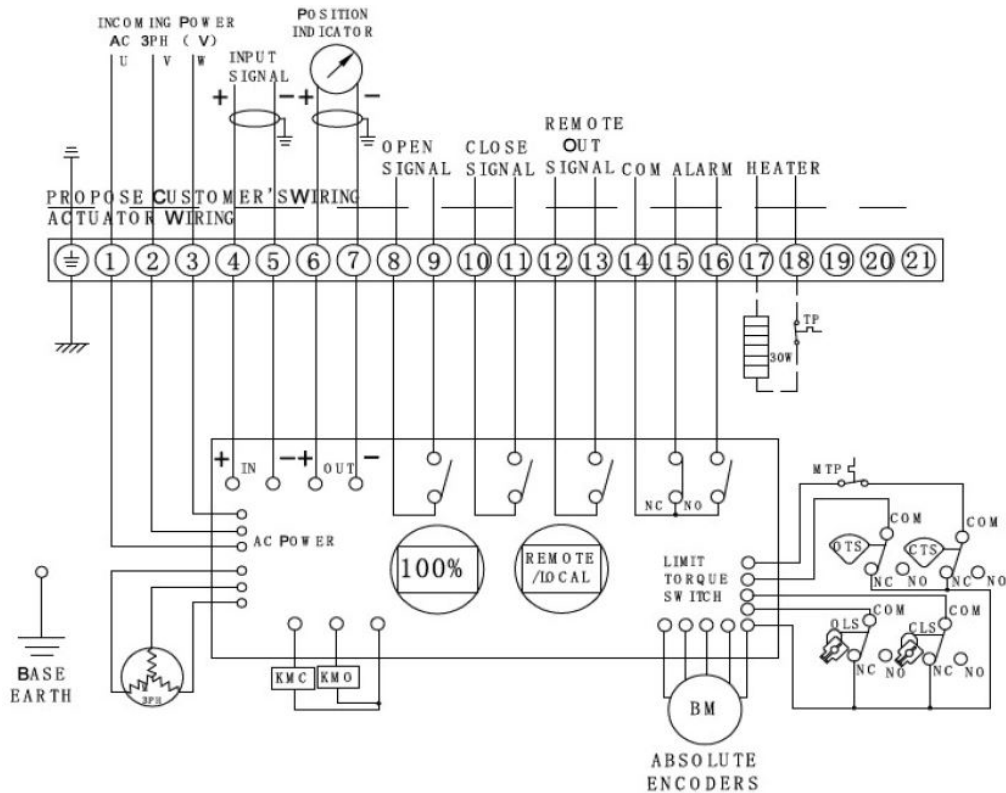 INCOMING POWER
AC 3PH (V)
U V W
POSITION
INDICATOR
INPUT
SIGNAL
+ − + −
OPEN
SIGNAL
CLOSE
SIGNAL
REMOTE
OUT
SIGNAL
COM ALARM HEATER
PROPOSE CUSTOMER'S WIRING
ACTUATOR WIRING
1 2 3 4 5 6 7 8 9 10 11 12 13 14 15 16 17 18 19 20 21
TP
30W
+ IN − + OUT −
NC NO
MTP
AC POWER
100%
REMOTE
/LOCAL
LIMIT
TORQUE
SWITCH
COM COM
OTS CTS
NC NO NC NO
COM COM
OLS CLS
NC NO NC NO
BASE
EARTH
3PH
KMC KMO
BM
ABSOLUTE
ENCODERS